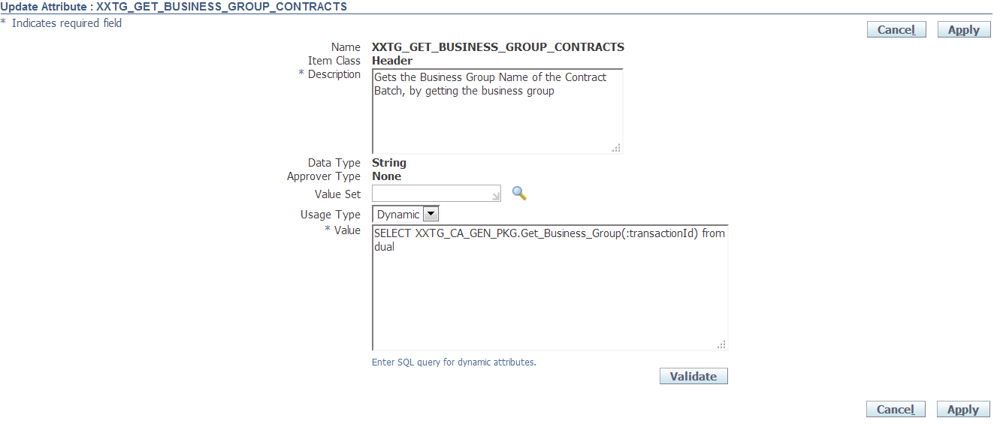 Update Attribute : XXTG_GET_BUSINESS_GROUP_CONTRACTS
* Indicates required field
Cancel Apply
Name XXTG_GET_BUSINESS_GROUP_CONTRACTS
Item Class Header
* Description Gets the Business Group Name of the Contract
Batch, by getting the business group
Data Type String
Approver Type None
Value Set
Usage Type Dynamic
* Value SELECT XXTG_CA_GEN_PKG.Get_Business_Group(:transactionId) from
dual
Enter SQL query for dynamic attributes.
Validate
Cancel Apply